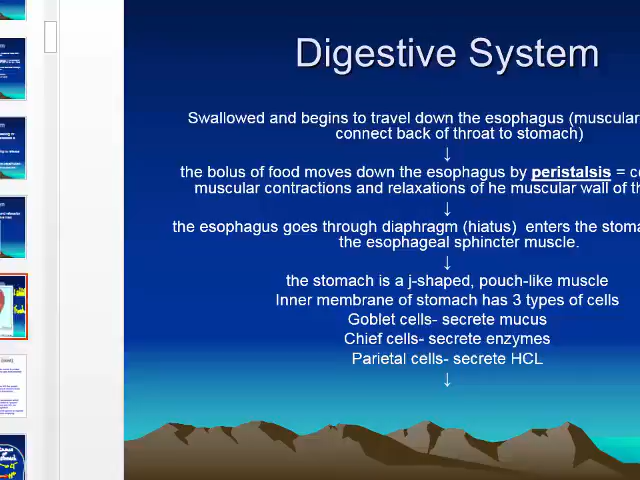 Digestive System
Swallowed and begins to travel down the esophagus (muscular
connect back of throat to stomach)
↓
the bolus of food moves down the esophagus by peristalsis =
muscular contractions and relaxations of he muscular wall of
↓
the esophagus goes through diaphragm (hiatus) enters the
the esophageal sphincter muscle.
↓
the stomach is a j-shaped, pouch-like muscle
Inner membrane of stomach has 3 types of cells
Goblet cells- secrete mucus
Chief cells- secrete enzymes
Parietal cells- secrete HCL
↓